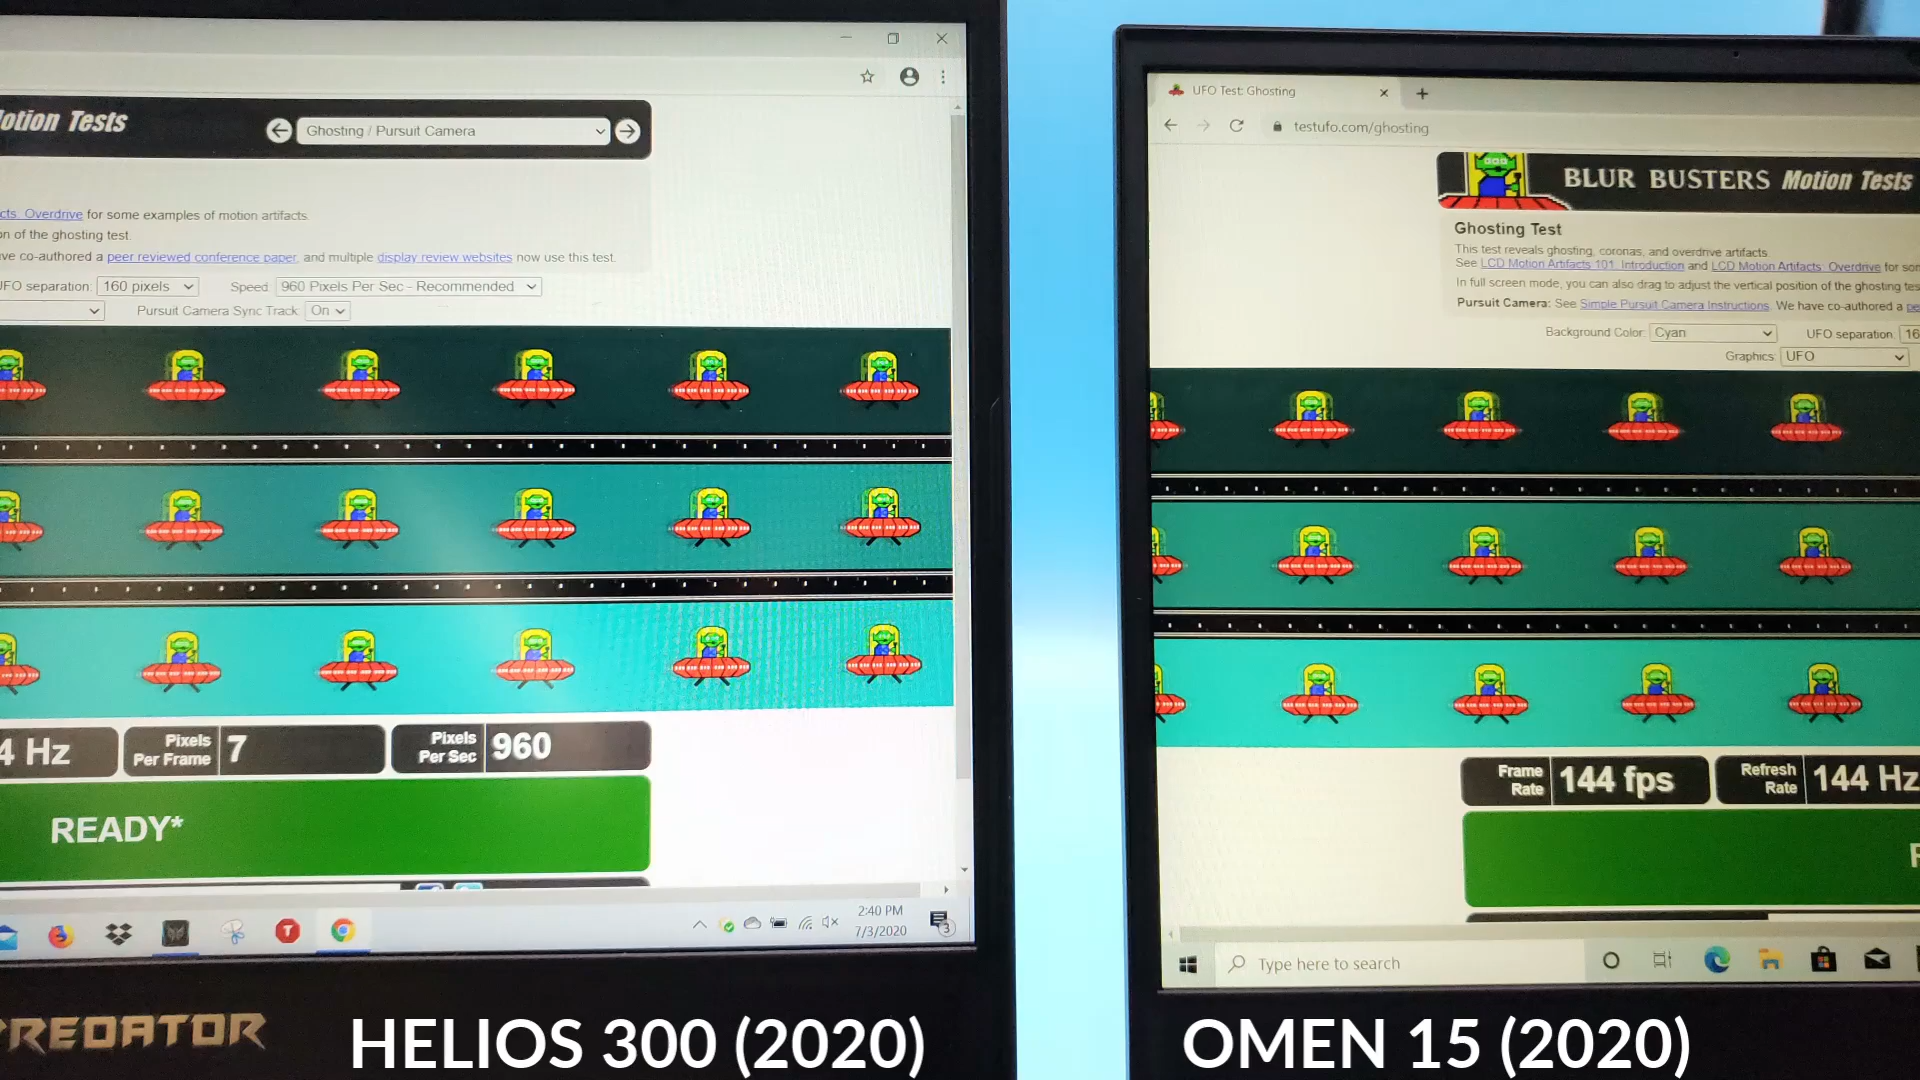 otion Tests
Ghosting / Pursuit Camera
cts: Overdrive for some examples of motion artifacts.
on of the ghosting test.
ve co-authored a peer reviewed conference paper, and multiple display review websites now use this test.
UFO separation: 160 pixels
Speed: 960 Pixels Per Sec - Recommended
Pursuit Camera Sync Track: On
4 Hz
Pixels Per Frame 7
Pixels Per Sec 960
READY*
2:40 PM
7/3/2020
3
PREDATOR
HELIOS 300 (2020)
UFO Test: Ghosting
testufo.com/ghosting
BLUR BUSTERS Motion Tests
Ghosting Test
This test reveals ghosting, coronas, and overdrive artifacts.
See LCD Motion Artifacts 101: Introduction and LCD Motion Artifacts: Overdrive for som
In full screen mode, you can also drag to adjust the vertical position of the ghosting tes
Pursuit Camera: See Simple Pursuit Camera Instructions. We have co-authored a pe
Background Color: Cyan
UFO separation: 16
Graphics: UFO
Frame Rate 144 fps
Refresh Rate 144 Hz
Type here to search
OMEN 15 (2020)